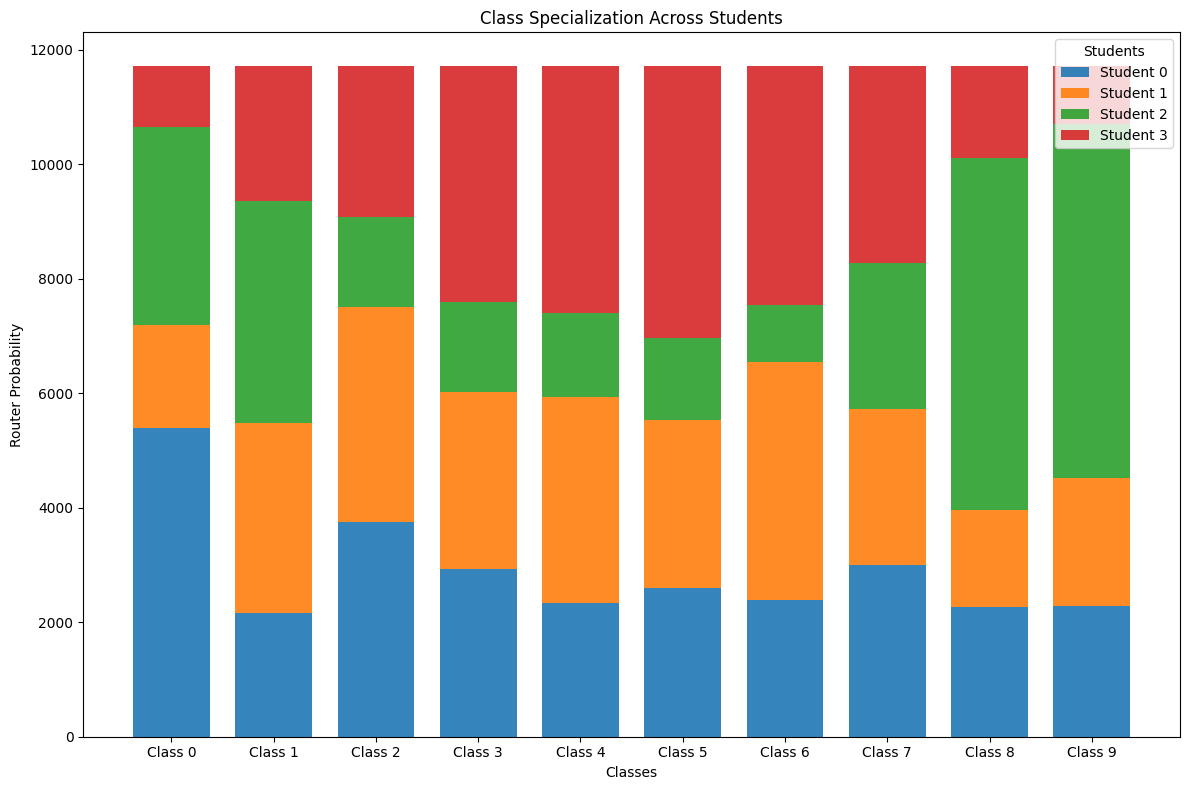 Class Specialization Across Students
Students
Student 0
Student 1
Student 2
Student 3
Router Probability
12000
10000
8000
6000
4000
2000
0
Class 0 Class 1 Class 2 Class 3 Class 4 Class 5 Class 6 Class 7 Class 8 Class 9
Classes